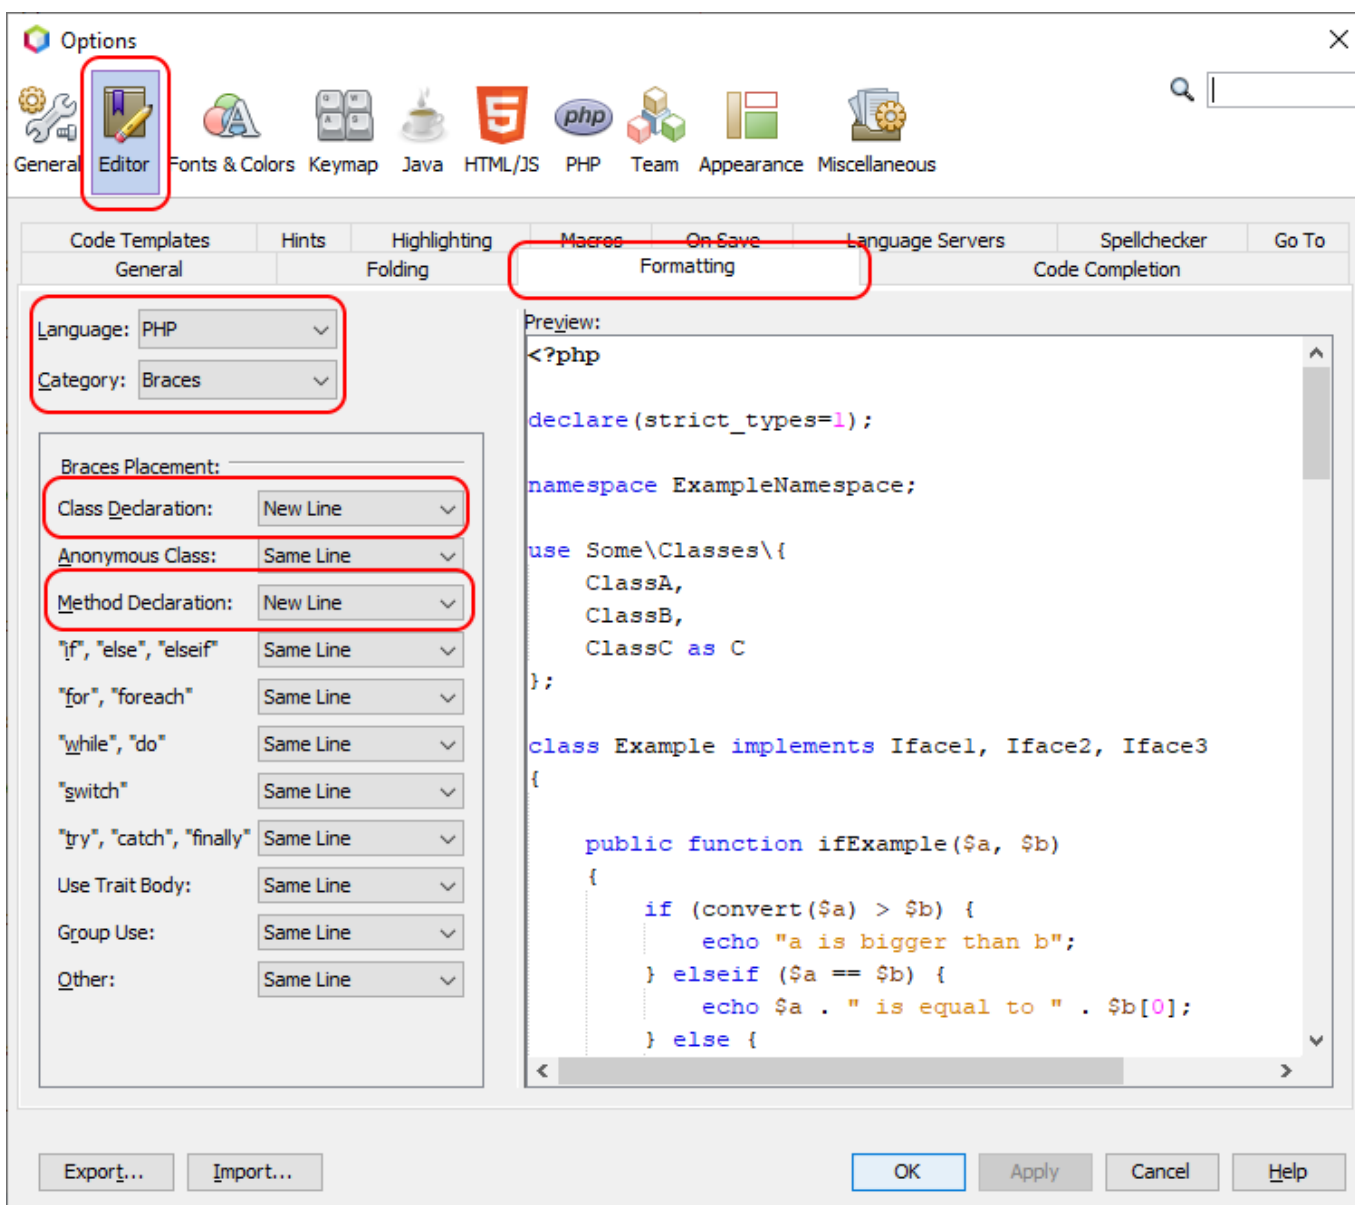 Options
General Editor Fonts & Colors Keymap Java HTML/JS PHP Team Appearance Miscellaneous
Code Templates Hints Highlighting Macros On Save Language Servers Spellchecker Go To
General Folding Formatting Code Completion
Language: PHP
Category: Braces
Braces Placement:
Class Declaration: New Line
Anonymous Class: Same Line
Method Declaration: New Line
"if", "else", "elseif" Same Line
"for", "foreach" Same Line
"while", "do" Same Line
"switch" Same Line
"try", "catch", "finally" Same Line
Use Trait Body: Same Line
Group Use: Same Line
Other: Same Line
Preview:
<?php
declare(strict_types=1);
namespace ExampleNamespace;
use Some\Classes\{
    ClassA,
    ClassB,
    ClassC as C
};
class Example implements Iface1, Iface2, Iface3
{
    public function ifExample($a, $b)
    {
        if (convert($a) > $b) {
            echo "a is bigger than b";
        } elseif ($a == $b) {
            echo $a . " is equal to " . $b[0];
        } else {
Export... Import... OK Apply Cancel Help